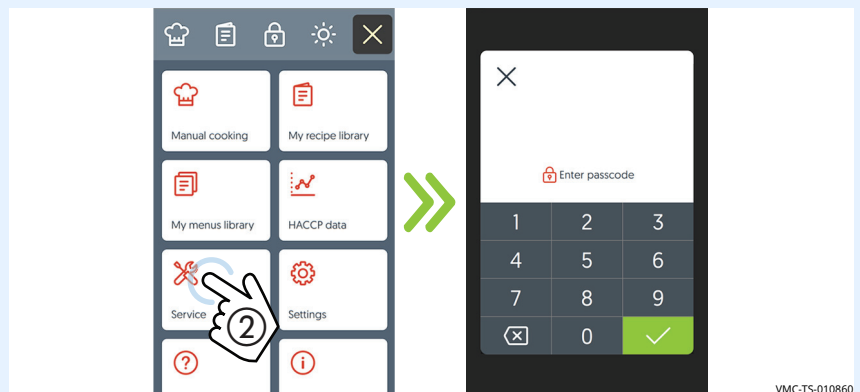 Manual cooking
My recipe library
My menus library
HACCP data
Service
Settings
2
?
i
Enter passcode
1 2 3
4 5 6
7 8 9
0
VMC-TS-010860